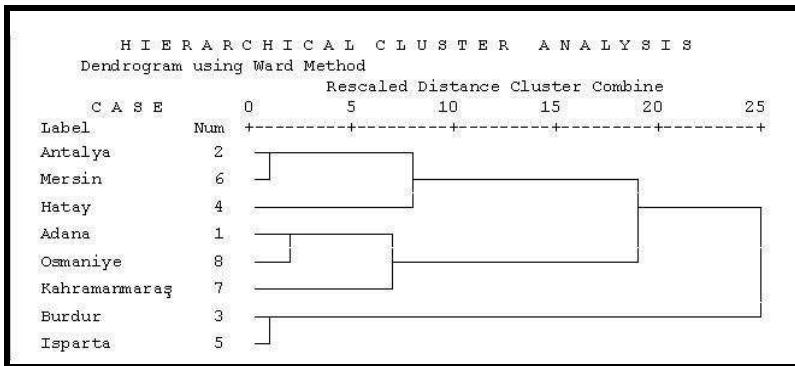 HIERARCHICAL CLUSTER ANALYSIS
Dendrogram using Ward Method
Rescaled Distance Cluster Combine
CASE 0 5 10 15 20 25
Label Num +---------+---------+---------+---------+---------+
Antalya 2
Mersin 6
Hatay 4
Adana 1
Osmaniye 8
Kahramanmaraş 7
Burdur 3
Isparta 5